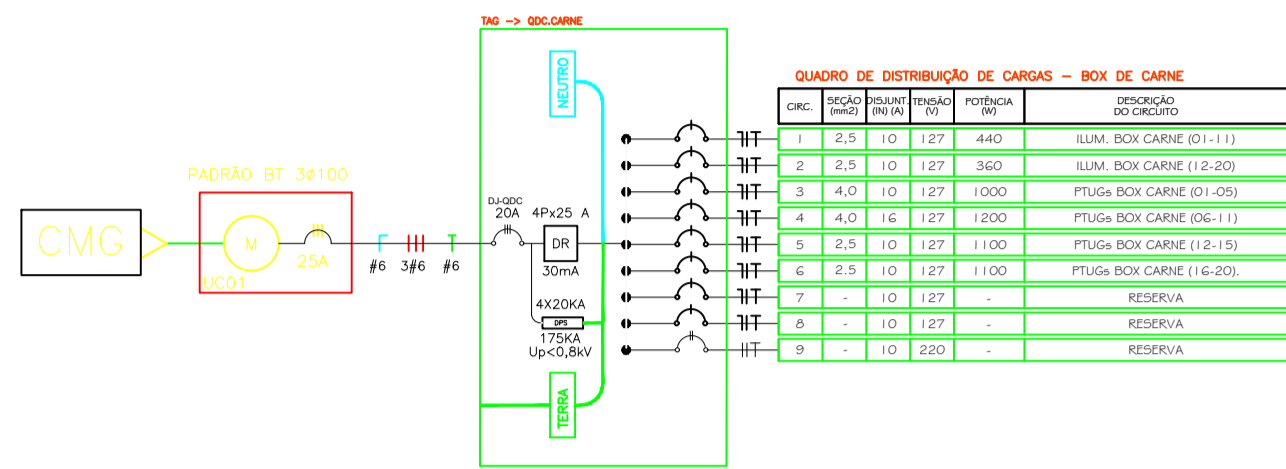 TAG -> QDC.CARNE
NEUTRO
QUADRO DE DISTRIBUIÇÃO DE CARGAS – BOX DE CARNE
CIRC. SEÇÃO (mm2) DISJUNT. (IN) (A) TENSÃO (V) POTÊNCIA (W) DESCRIÇÃO DO CIRCUITO
1 2,5 10 127 440 ILUM. BOX CARNE (01-11)
2 2,5 10 127 360 ILUM. BOX CARNE (12-20)
3 4,0 10 127 1000 PTUGs BOX CARNE (01-05)
4 4,0 16 127 1200 PTUGs BOX CARNE (06-11)
5 2,5 10 127 1100 PTUGs BOX CARNE (12-15)
6 2.5 10 127 1100 PTUGs BOX CARNE (16-20).
7 - 10 127 - RESERVA
8 - 10 127 - RESERVA
9 - 10 220 - RESERVA
PADRÃO BT 3ø100
CMG
M
25A
UC01
#6
3#6
#6
DJ-QDC
20A
4Px25 A
DR
30mA
4X20KA
DPS
175KA
Up<0,8kV
TERRA